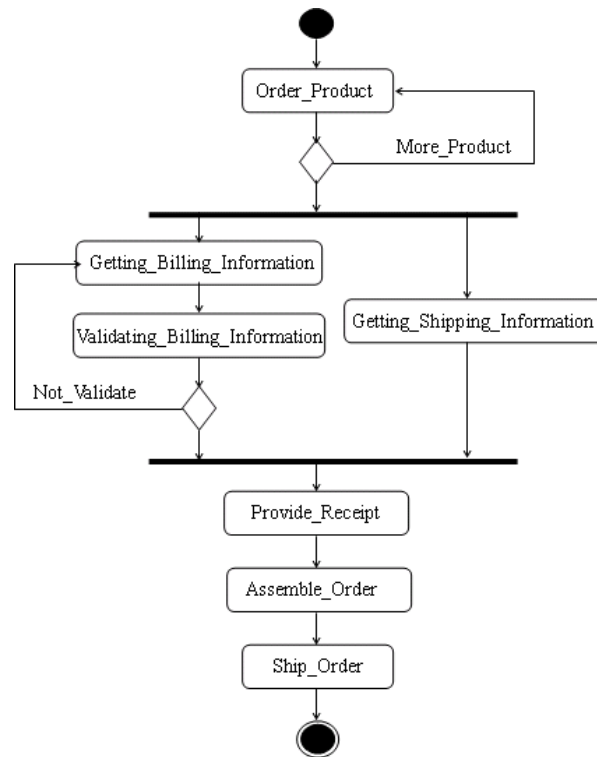 Order_Product
More_Product
Getting_Billing_Information
Validating_Billing_Information
Getting_Shipping_Information
Not_Validate
Provide_Receipt
Assemble_Order
Ship_Order